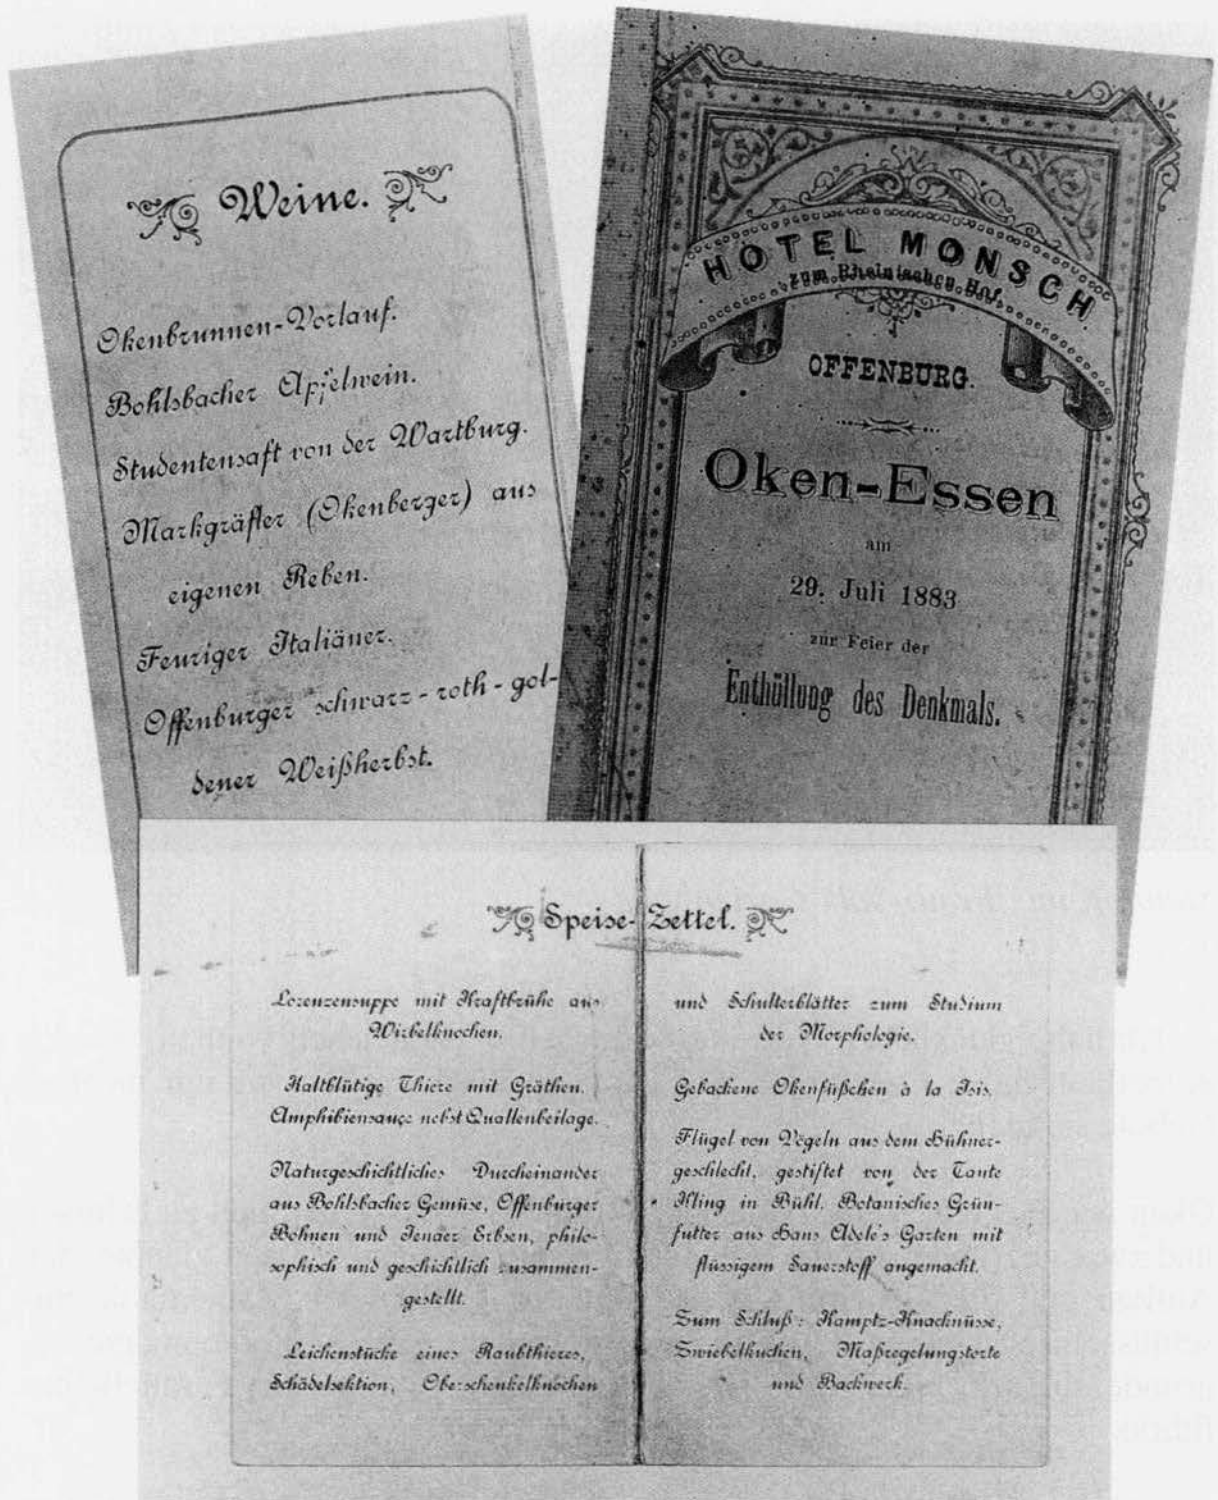 Weine.
Okenbrunnen-Vorlauf.
Bohlsbacher Apfelwein.
Studentensaft von der Wartburg.
Markgräfler (Okenberger) aus
eigenen Reben.
Feuriger Italiäner.
Offenburger schwarz-roth-gol-
dener Weißherbst.
HOTEL MONSCH
zum Rheinischen Hof.
OFFENBURG.
Oken-Essen
am
29. Juli 1883
zur Feier der
Enthüllung des Denkmals.
Speise-Zettel.
Lorenzensuppe mit Kraftbrühe aus
Wirbelknochen.
Kaltblütige Thiere mit Gräthen.
Amphibiensauçe nebst Quallenbeilage.
Naturgeschichtliches Durcheinander
aus Bohlsbacher Gemüse, Offenburger
Bohnen und Jenaer Erbsen, philo-
sophisch und geschichtlich zusammen-
gestellt.
Leichenstücke eines Raubthieres,
Schädelsektion, Oberschenkelknochen
und Schulterblätter zum Studium
der Morphologie.
Gebackene Okenfüßchen à la Isis.
Flügel von Vögeln aus dem Hühner-
geschlecht, gestiftet von der Tante
Kling in Bühl. Botanisches Grün-
futter aus Hans Adele's Garten mit
flüssigem Sauerstoff angemacht.
Zum Schluß: Kamptz-Knacknüsse,
Zwiebelkuchen, Maßregelungstorte
und Backwerk.